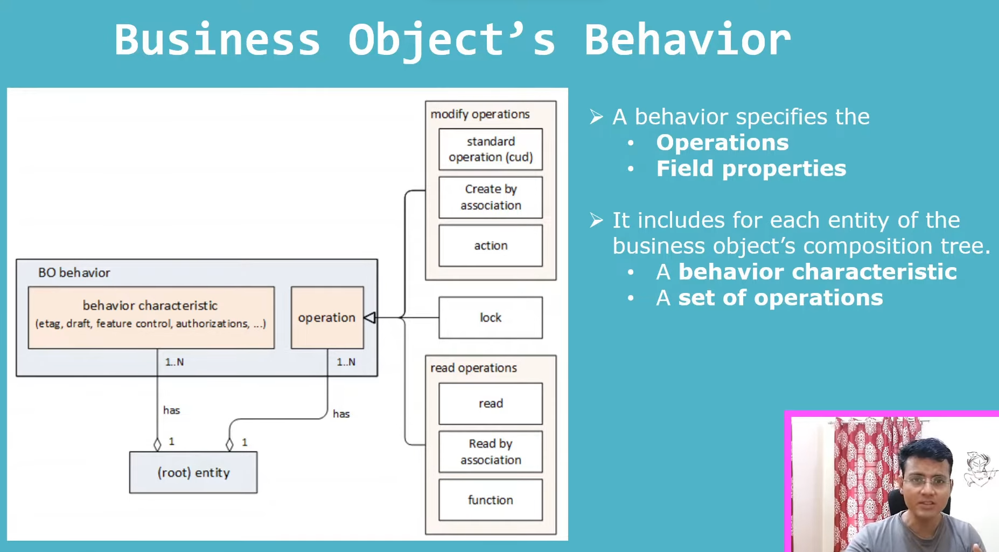 Business Object’s Behavior
modify operations
standard
operation (cud)
Create by
association
action
BO behavior
behavior characteristic
(etag, draft, feature control, authorizations, ...)
operation
lock
1..N
1..N
read operations
read
has
has
Read by
association
1
1
(root) entity
function
➢ A behavior specifies the
• Operations
• Field properties
➢ It includes for each entity of the
business object’s composition tree.
• A behavior characteristic
• A set of operations